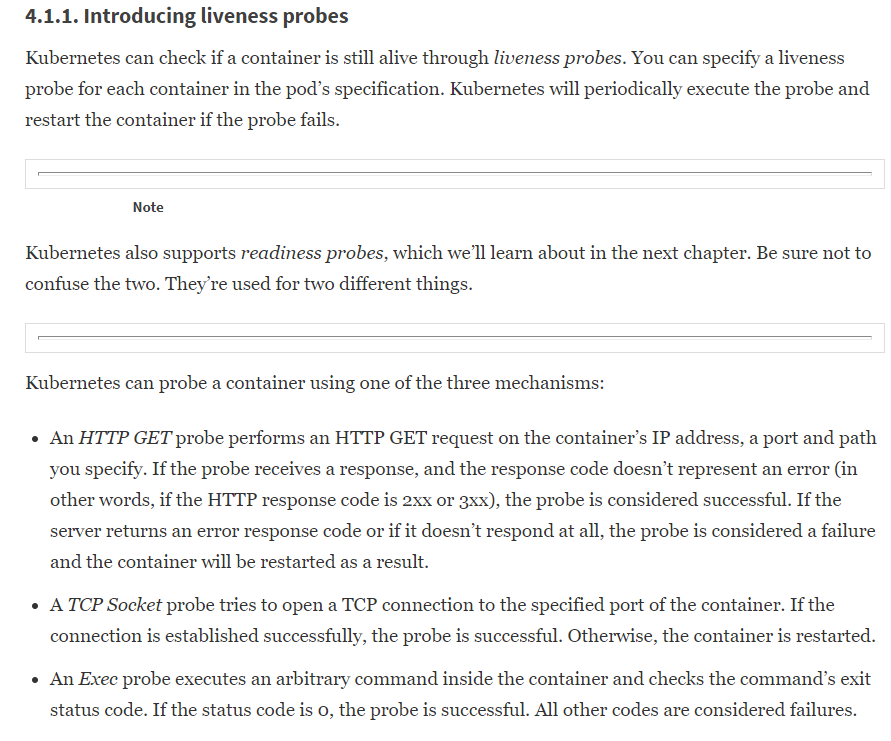 4.1.1. Introducing liveness probes
Kubernetes can check if a container is still alive through liveness probes. You can specify a liveness
probe for each container in the pod’s specification. Kubernetes will periodically execute the probe and
restart the container if the probe fails.
Note
Kubernetes also supports readiness probes, which we’ll learn about in the next chapter. Be sure not to
confuse the two. They’re used for two different things.
Kubernetes can probe a container using one of the three mechanisms:
• An HTTP GET probe performs an HTTP GET request on the container’s IP address, a port and path
you specify. If the probe receives a response, and the response code doesn’t represent an error (in
other words, if the HTTP response code is 2xx or 3xx), the probe is considered successful. If the
server returns an error response code or if it doesn’t respond at all, the probe is considered a failure
and the container will be restarted as a result.
• A TCP Socket probe tries to open a TCP connection to the specified port of the container. If the
connection is established successfully, the probe is successful. Otherwise, the container is restarted.
• An Exec probe executes an arbitrary command inside the container and checks the command’s exit
status code. If the status code is 0, the probe is successful. All other codes are considered failures.